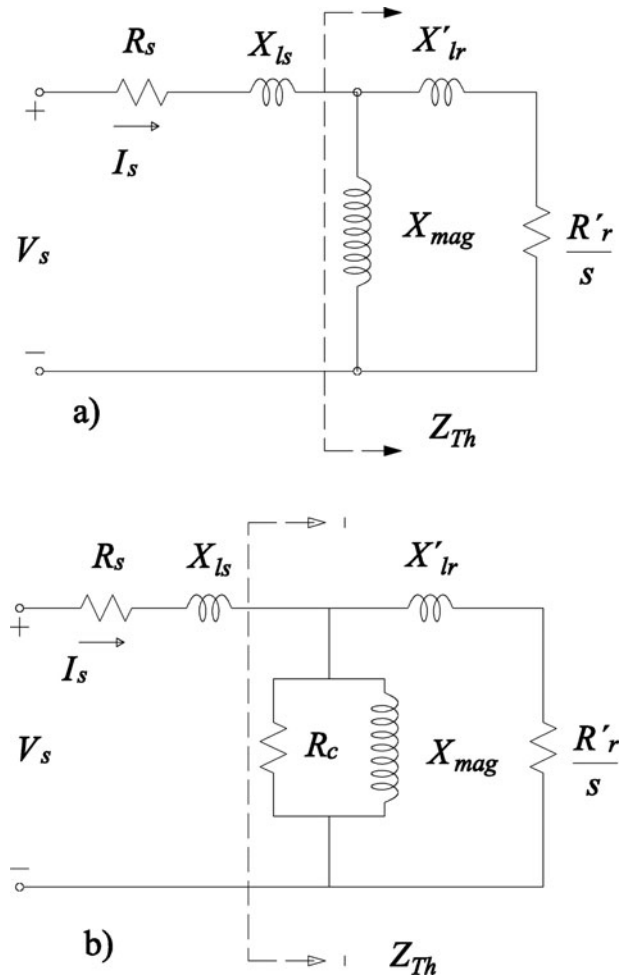 Rs Xls X′lr
+
Is
Vs Xmag R′r/s
−
a)
ZTh
Rs Xls X′lr
+
Is
Vs Rc Xmag R′r/s
−
b) ZTh